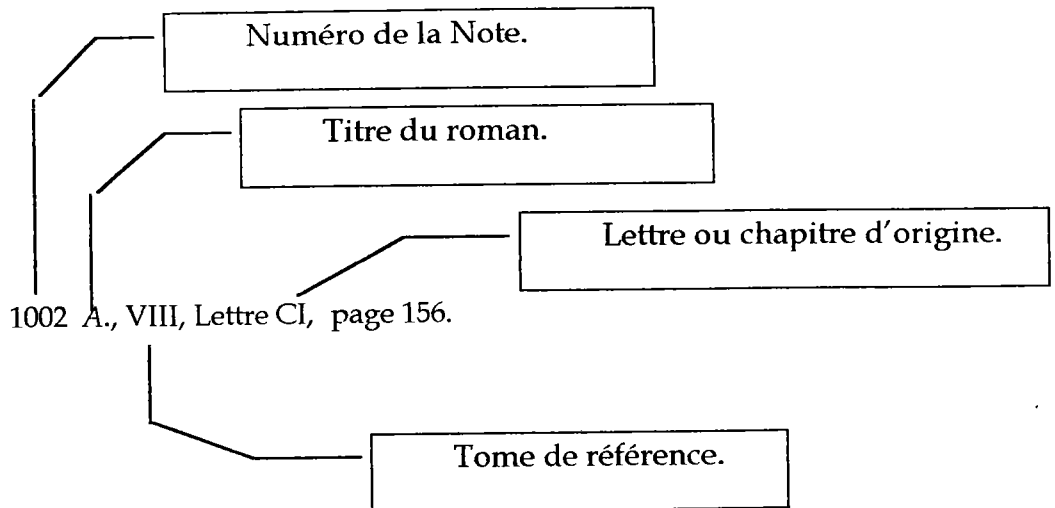 Numéro de la Note.
Titre du roman.
Lettre ou chapitre d'origine.
1002 A., VIII, Lettre CI, page 156.
Tome de référence.